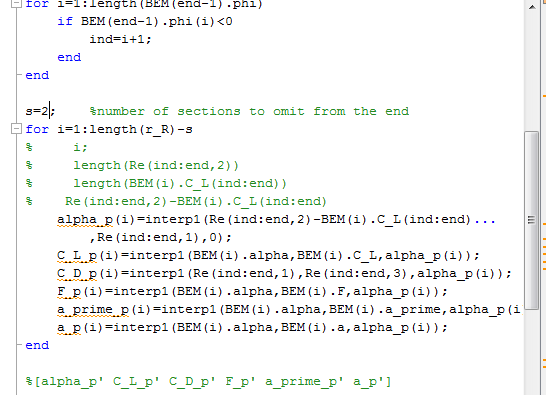 for i=1:length(BEM(end-1).phi)
if BEM(end-1).phi(i)<0
ind=i+1;
end
end
s=2; %number of sections to omit from the end
for i=1:length(r_R)-s
% i;
% length(Re(ind:end,2))
% length(BEM(i).C_L(ind:end))
% Re(ind:end,2)-BEM(i).C_L(ind:end)
alpha_p(i)=interp1(Re(ind:end,2)-BEM(i).C_L(ind:end)...
,Re(ind:end,1),0);
C_L_p(i)=interp1(BEM(i).alpha,BEM(i).C_L,alpha_p(i));
C_D_p(i)=interp1(Re(ind:end,1),Re(ind:end,3),alpha_p(i));
F_p(i)=interp1(BEM(i).alpha,BEM(i).F,alpha_p(i));
a_prime_p(i)=interp1(BEM(i).alpha,BEM(i).a_prime,alpha_p(i
a_p(i)=interp1(BEM(i).alpha,BEM(i).a,alpha_p(i));
end
%[alpha_p' C_L_p' C_D_p' F_p' a_prime_p' a_p']